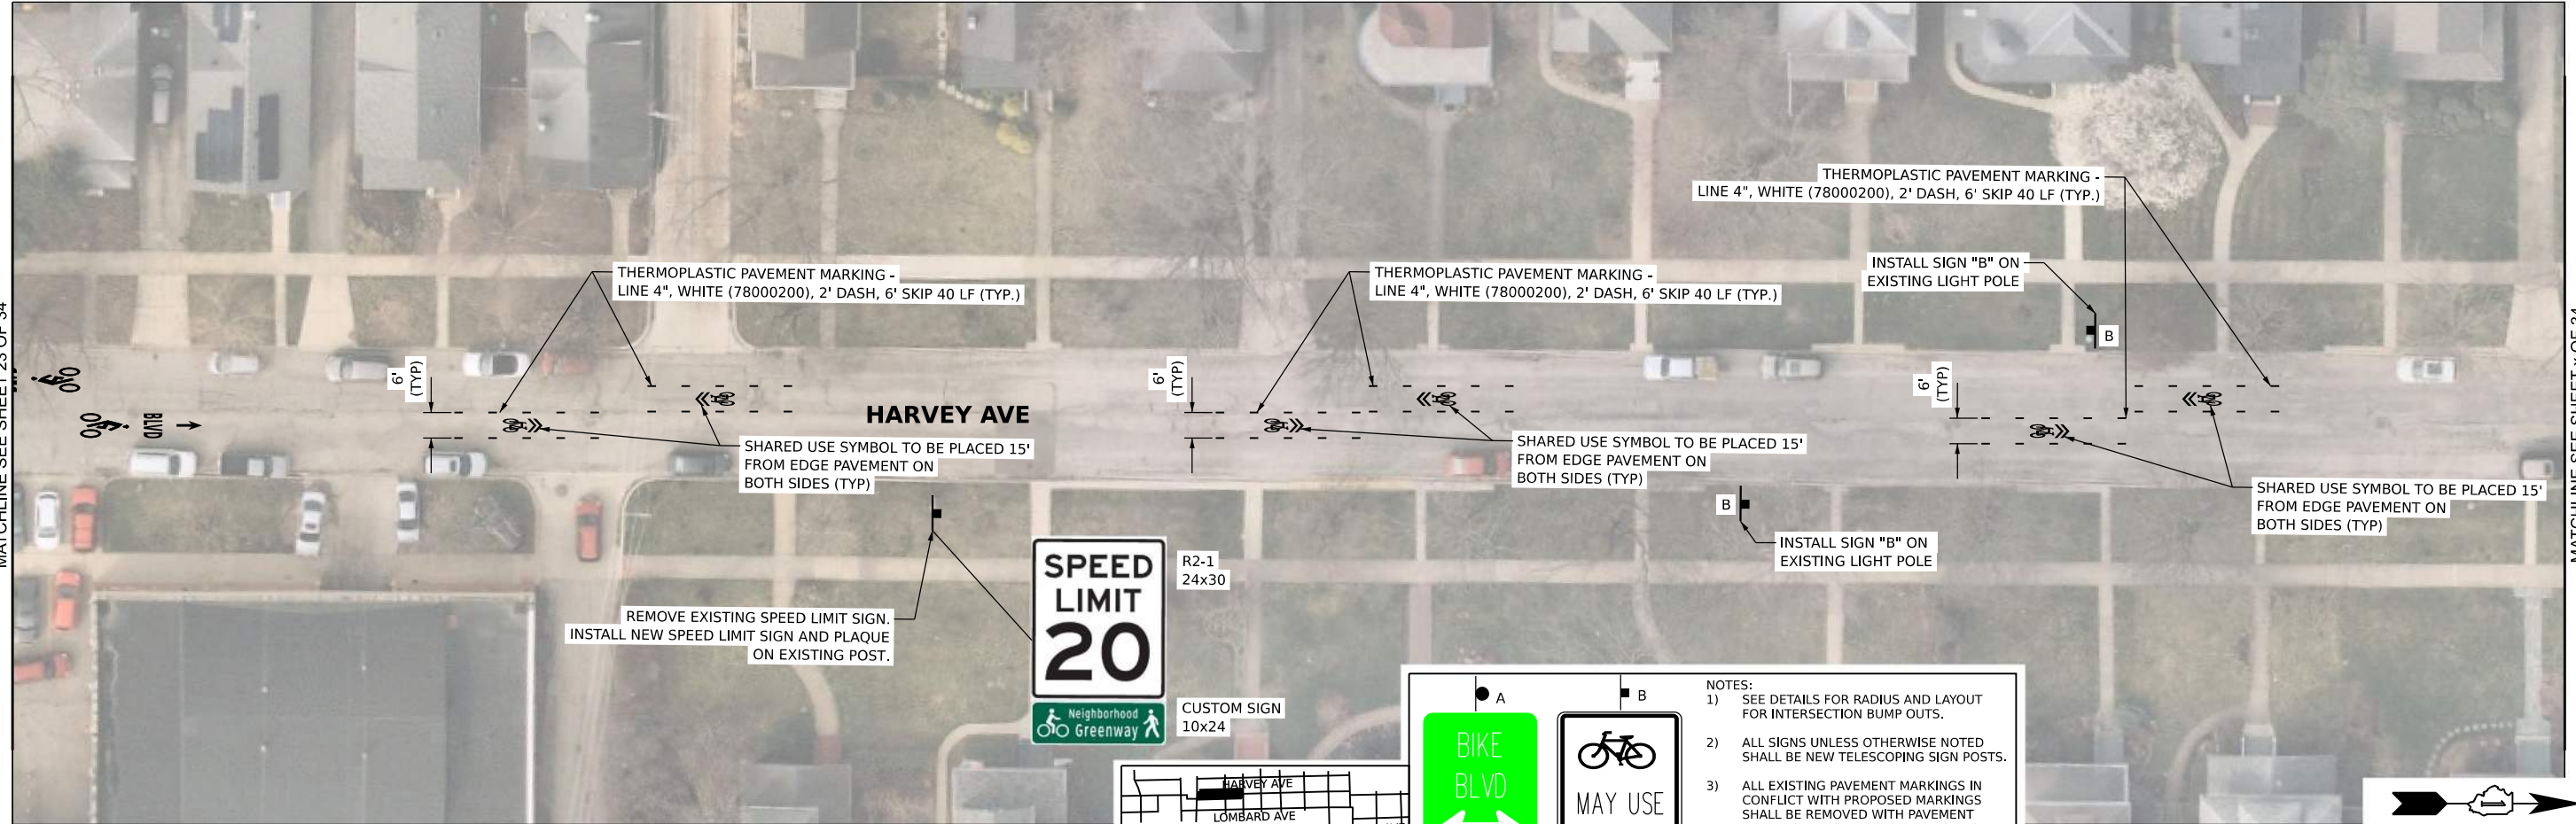 MATCHLINE SEE SHEET 23 OF 34
THERMOPLASTIC PAVEMENT MARKING -
LINE 4", WHITE (78000200), 2' DASH, 6' SKIP 40 LF (TYP.)
THERMOPLASTIC PAVEMENT MARKING -
LINE 4", WHITE (78000200), 2' DASH, 6' SKIP 40 LF (TYP.)
THERMOPLASTIC PAVEMENT MARKING -
LINE 4", WHITE (78000200), 2' DASH, 6' SKIP 40 LF (TYP.)
INSTALL SIGN "B" ON
EXISTING LIGHT POLE
B
6'
(TYP)
6'
(TYP)
6'
(TYP)
BLVD
HARVEY AVE
SHARED USE SYMBOL TO BE PLACED 15'
FROM EDGE PAVEMENT ON
BOTH SIDES (TYP)
SHARED USE SYMBOL TO BE PLACED 15'
FROM EDGE PAVEMENT ON
BOTH SIDES (TYP)
SHARED USE SYMBOL TO BE PLACED 15'
FROM EDGE PAVEMENT ON
BOTH SIDES (TYP)
B
INSTALL SIGN "B" ON
EXISTING LIGHT POLE
REMOVE EXISTING SPEED LIMIT SIGN.
INSTALL NEW SPEED LIMIT SIGN AND PLAQUE
ON EXISTING POST.
SPEED
LIMIT
20
R2-1
24x30
Neighborhood
Greenway
CUSTOM SIGN
10x24
HARVEY AVE
LOMBARD AVE
A
BIKE
BLVD
B
MAY USE
NOTES:
1) SEE DETAILS FOR RADIUS AND LAYOUT
FOR INTERSECTION BUMP OUTS.
2) ALL SIGNS UNLESS OTHERWISE NOTED
SHALL BE NEW TELESCOPING SIGN POSTS.
3) ALL EXISTING PAVEMENT MARKINGS IN
CONFLICT WITH PROPOSED MARKINGS
SHALL BE REMOVED WITH PAVEMENT
MATCHLINE SEE SHEET